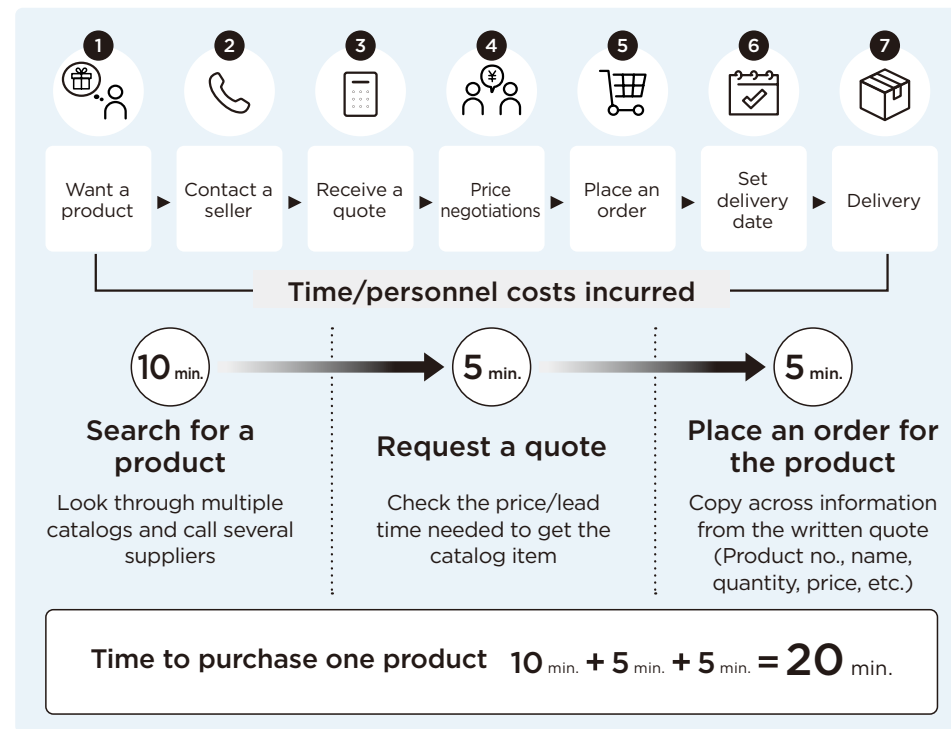 1 2 3 4 5 6 7
¥
Want a
product
Contact a
seller
Receive a
quote
Price
negotiations
Place an
order
Set
delivery
date
Delivery
Time/personnel costs incurred
10 min.
5 min.
5 min.
Search for a
product
Look through multiple
catalogs and call several
suppliers
Request a quote
Check the price/lead
time needed to get the
catalog item
Place an order for
the product
Copy across information
from the written quote
(Product no., name,
quantity, price, etc.)
Time to purchase one product 10 min. + 5 min. + 5 min. = 20 min.